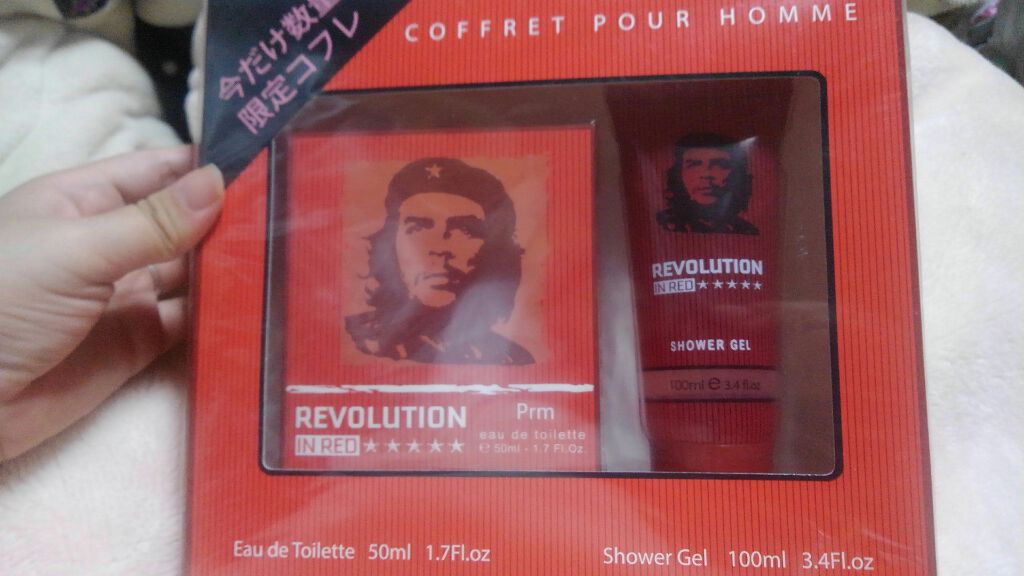 今だけ数量
限定コフレ
COFFRET POUR HOMME
REVOLUTION
IN RED ★★★★★
Prm
eau de toilette
℮ 50ml - 1.7 Fl.Oz.
REVOLUTION
IN RED ★★★★★
SHOWER GEL
100ml ℮ 3.4 fl.oz
Eau de Toilette 50ml 1.7Fl.oz
Shower Gel 100ml 3.4Fl.oz